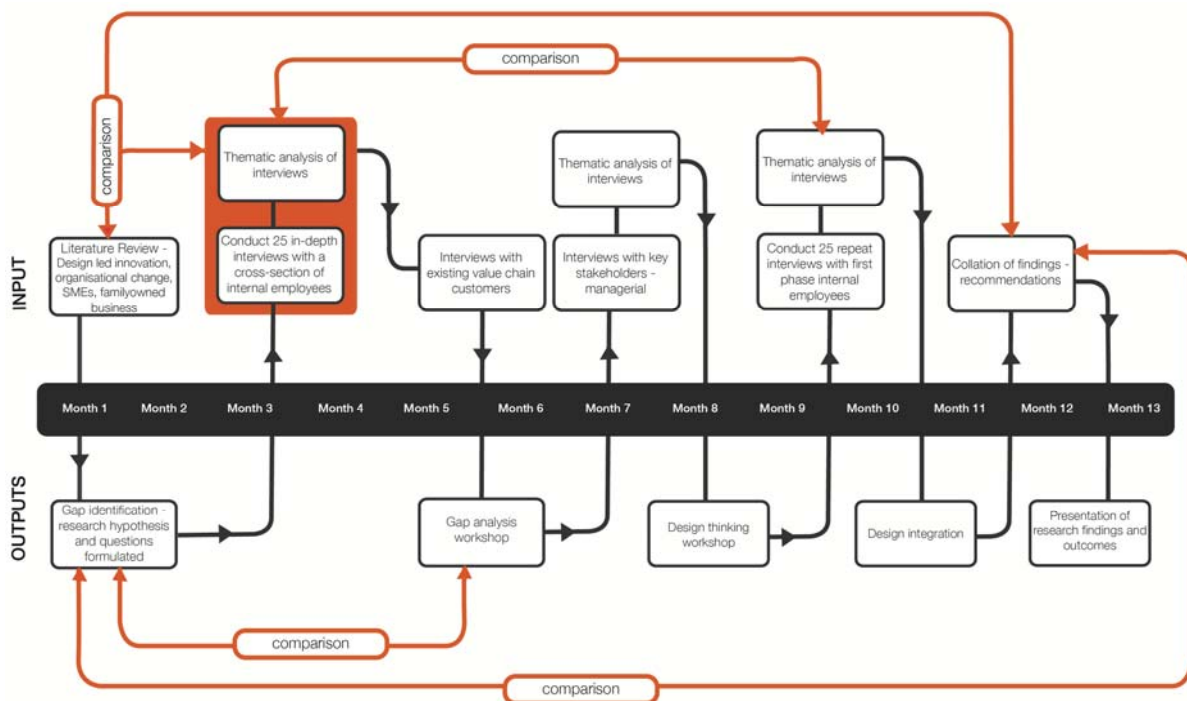 comparison
comparison
comparison
INPUT
Thematic analysis of
interviews
Conduct 25 in-depth
interviews with a
cross-section of
internal employees
Literature Review -
Design led innovation,
organisational change,
SMEs, familyowned
business
Interviews with
existing value chain
customers
Thematic analysis of
interviews
Interviews with key
stakeholders -
managerial
Thematic analysis of
interviews
Conduct 25 repeat
interviews with first
phase internal
employees
Collation of findings -
recommendations
Month 1 Month 2 Month 3 Month 4 Month 5 Month 6 Month 7 Month 8 Month 9 Month 10 Month 11 Month 12 Month 13
OUTPUTS
Gap identification -
research hypothesis
and questions
formulated
Gap analysis
workshop
Design thinking
workshop
Design integration
Presentation of
research findings and
outcomes
comparison
comparison